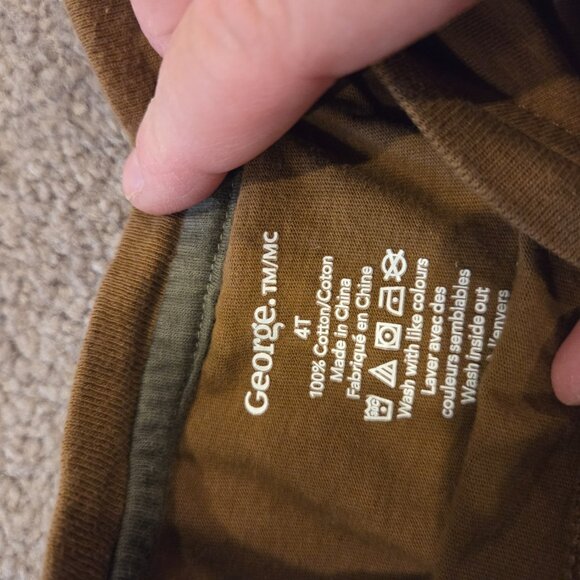 George. TM/MC
4T
100% Cotton/Coton
Made in China
Fabriqué en Chine
Wash with like colours
Laver avec des
couleurs semblables
Wash inside out
l'envers